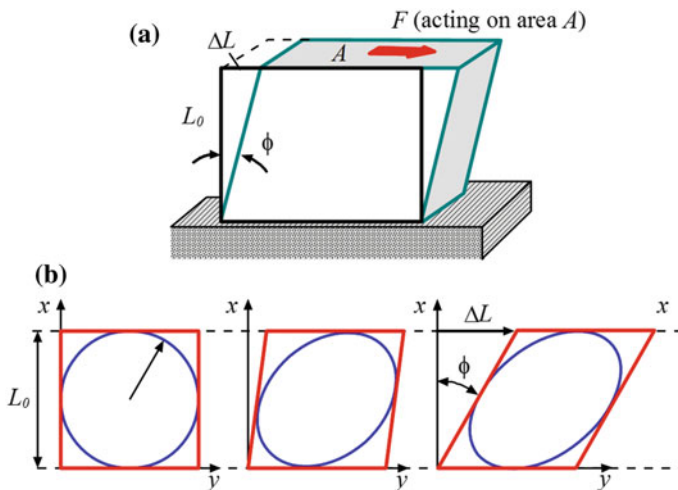 (a)
F (acting on area A)
ΔL
A
L₀
ϕ
(b)
x
x
x ΔL x
L₀
ϕ
y
y
y